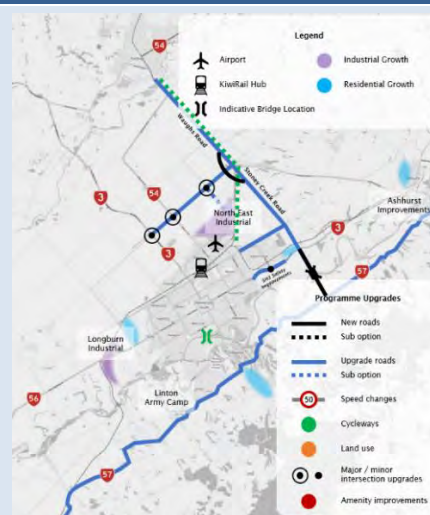 Legend
Airport
Industrial Growth
KiwiRail Hub
Residential Growth
Indicative Bridge Location
54
Waughs Road
Stoney Creek Road
54
3
North East
Industrial
3
Ashhurst
Improvements
3
57
Longburn
Industrial
Linton
Army Camp
56
57
Programme Upgrades
New roads
Sub option
Upgrade roads
Sub option
50
Speed changes
Cycleways
Land use
Major / minor
intersection upgrades
Amenity improvements